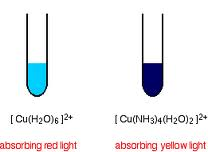 [ Cu(H₂O)₆ ]²⁺ [ Cu(NH3)₄(H₂O)₂ ]²⁺
absorbing red light absorbing yellow light